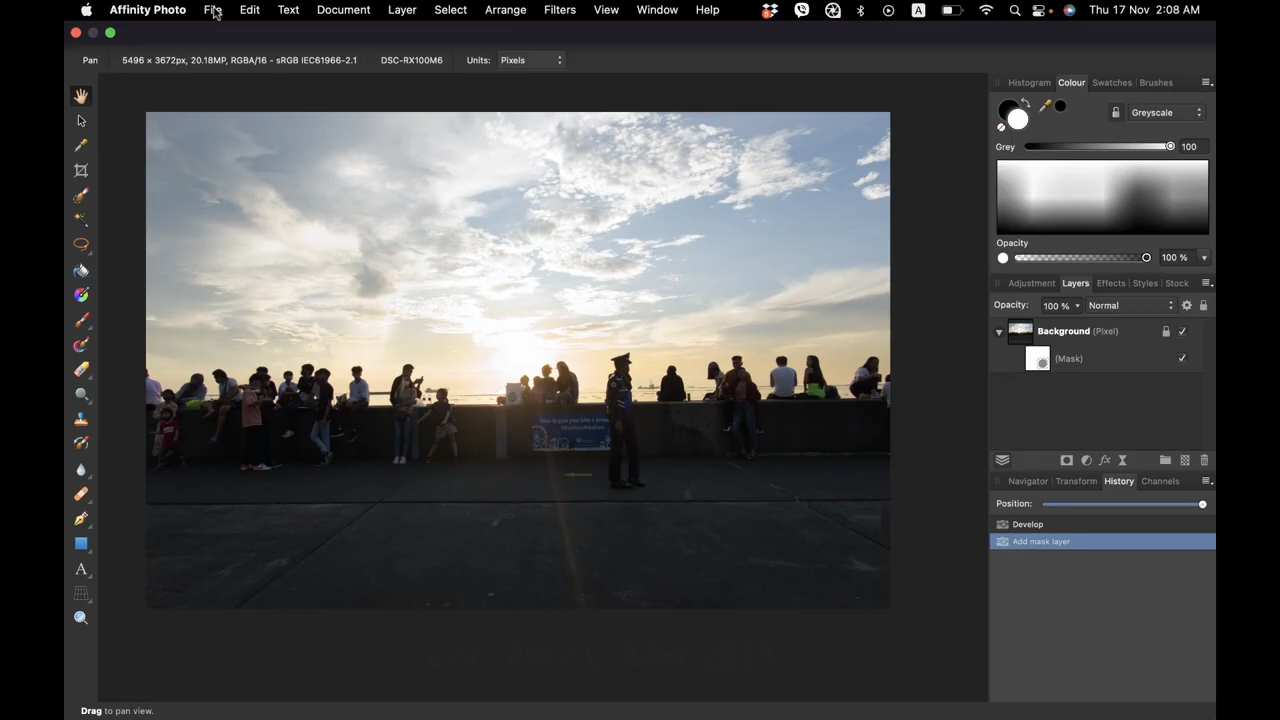 Affinity Photo File Edit Text Document Layer Select Arrange Filters View Window Help A Thu 17 Nov 2:08 AM
Pan 5496 × 3672px, 20.18MP, RGBA/16 - sRGB IEC61966-2.1 DSC-RX100M6 Units: Pixels
Histogram Colour Swatches Brushes
Greyscale
Grey 100
Opacity
100 %
Adjustment Layers Effects Styles Stock
Opacity: 100 % Normal
Background (Pixel)
(Mask)
fx
Navigator Transform History Channels
Position:
Develop
Add mask layer
A
Drag to pan view.